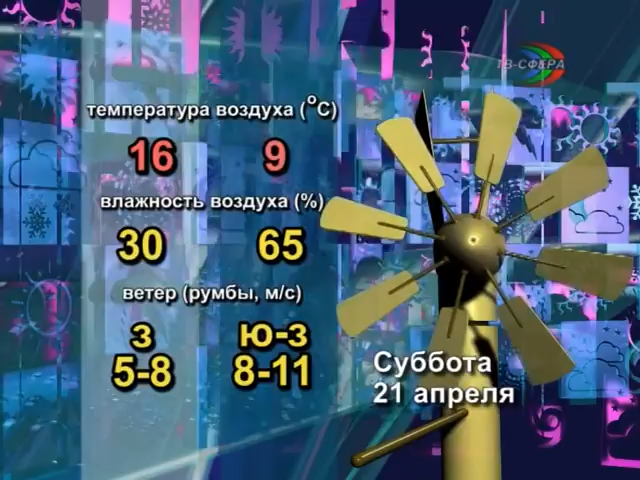 ТВ-СФЕРА
температура воздуха (°С)
16 9
влажность воздуха (%)
30 65
ветер (румбы, м/с)
з ю-з
5-8 8-11
Суббота
21 апреля